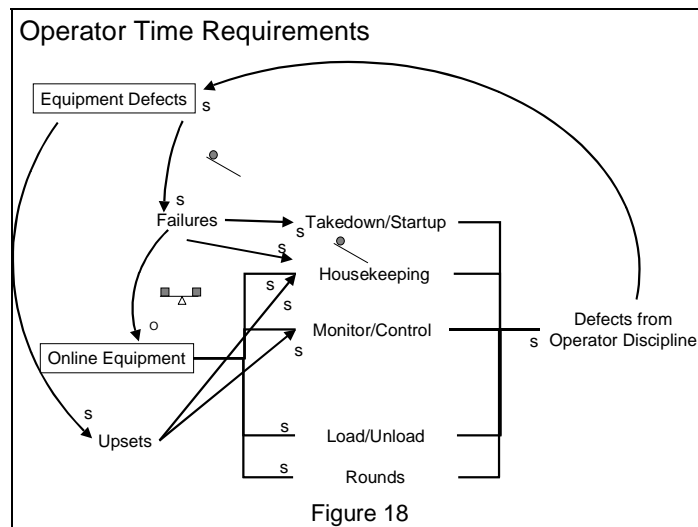 Operator Time Requirements
Equipment Defects
s
s
Failures
s
Takedown/Startup
s
Housekeeping
s
s
o
Monitor/Control
s
Defects from
Operator Discipline
s
Online Equipment
s
Upsets
s
Load/Unload
s
Rounds
Figure 18